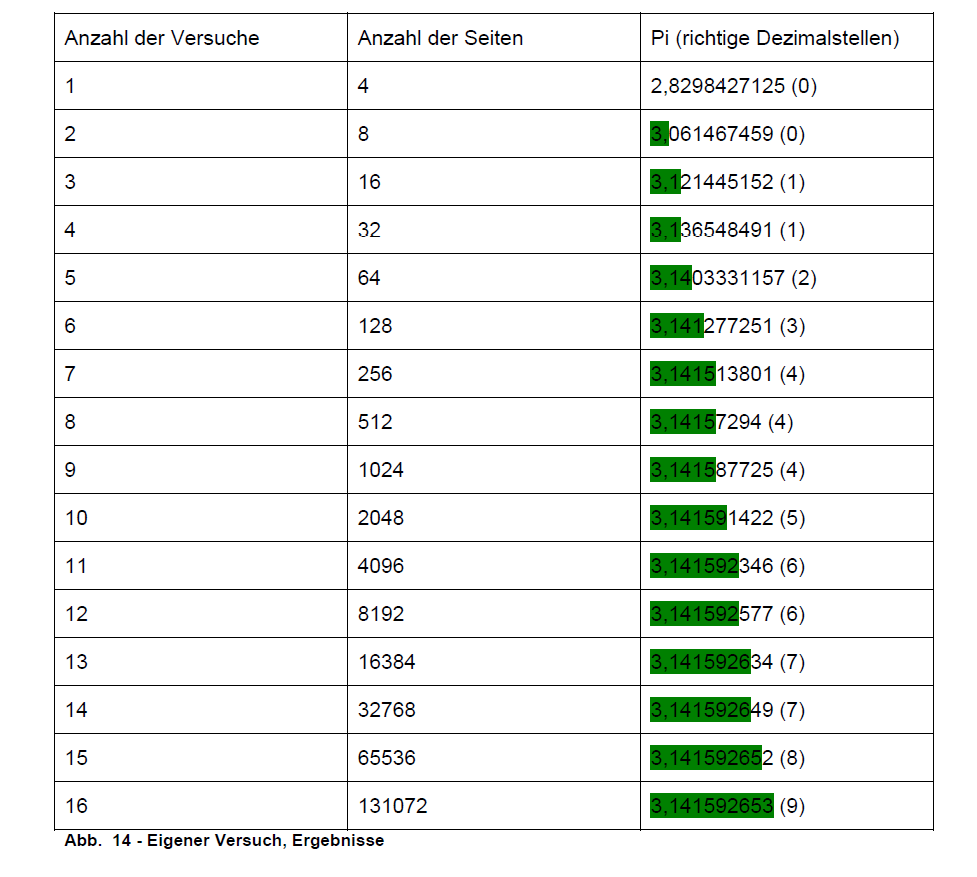 Anzahl der Versuche Anzahl der Seiten Pi (richtige Dezimalstellen)
1 4 2,8298427125 (0)
2 8 3,061467459 (0)
3 16 3,121445152 (1)
4 32 3,136548491 (1)
5 64 3,1403331157 (2)
6 128 3,141277251 (3)
7 256 3,141513801 (4)
8 512 3,14157294 (4)
9 1024 3,141587725 (4)
10 2048 3,141591422 (5)
11 4096 3,141592346 (6)
12 8192 3,141592577 (6)
13 16384 3,141592634 (7)
14 32768 3,141592649 (7)
15 65536 3,1415926522 (8)
16 131072 3,141592653 (9)
Abb. 14 - Eigener Versuch, Ergebnisse